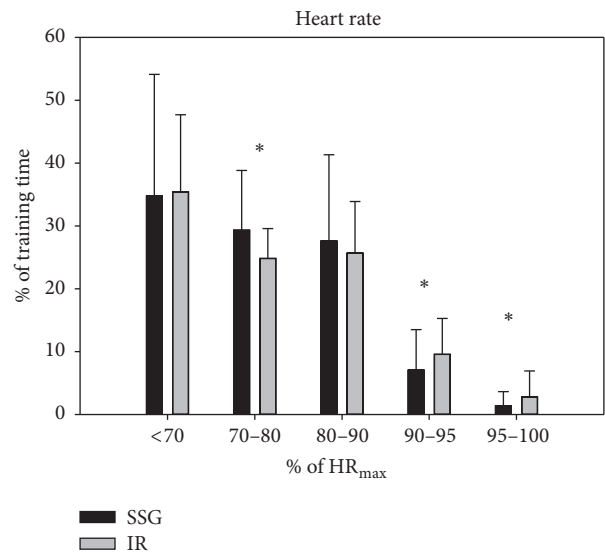 Heart rate
60
50
40
30
20
10
0
% of training time
*
*
*
<70 70–80 80–90 90–95 95–100
% of HRmax
SSG
IR